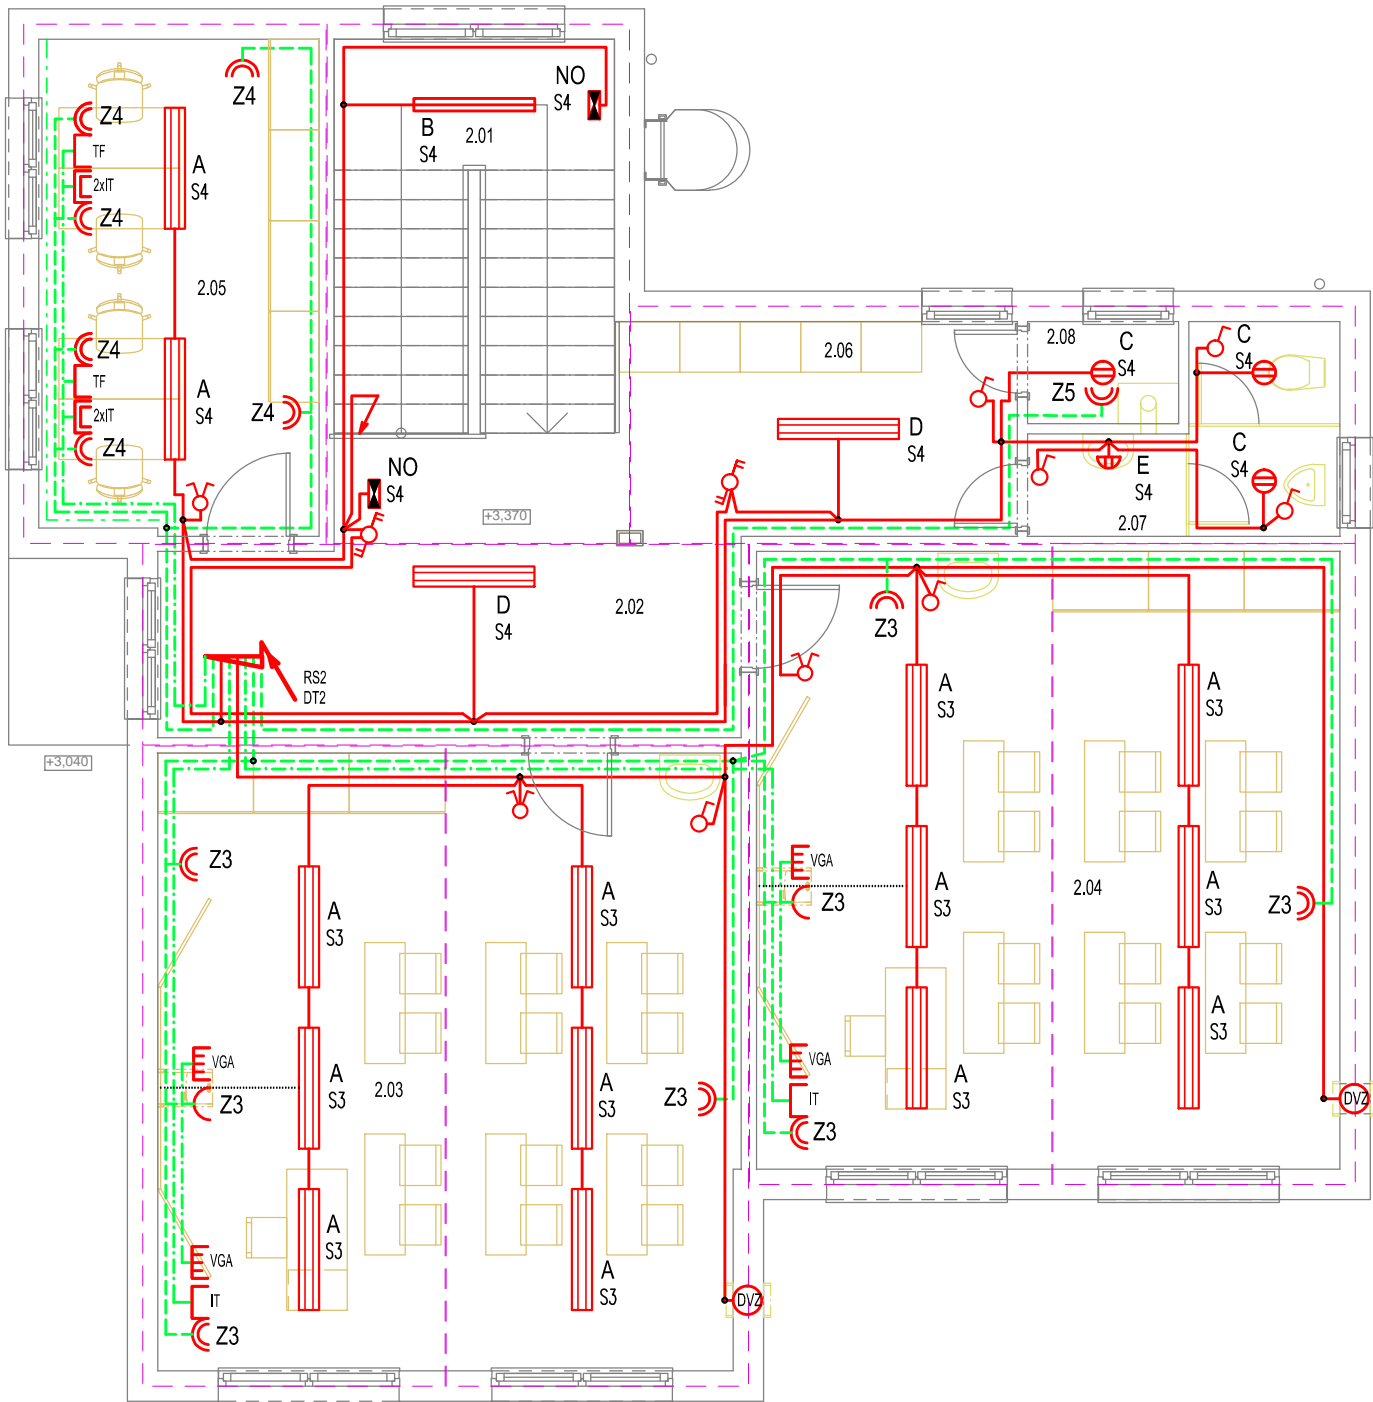 NO
S4
Z4
Z4
B
S4
2.01
TF
A
S4
2xIT
Z4
2.05
2.08
C
S4
C
S4
2.06
Z4
Z5
TF
A
S4
2xIT
Z4
Z4
D
S4
C
S4
NO
S4
E
S4
+3,370
2.07
D
S4
2.02
Z3
RS2
DT2
A
S3
A
S3
+3,040
Z3
VGA
A
S3
A
S3
2.04
Z3
Z3
A
S3
A
S3
A
S3
A
S3
VGA
VGA
A
S3
2.03
A
S3
A
S3
Z3
Z3
IT
DVZ
Z3
A
S3
VGA
A
S3
IT
DVZ
Z3